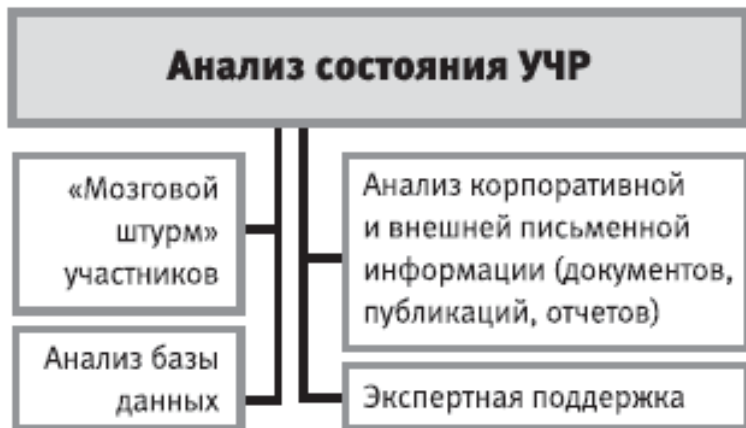 Анализ состояния УЧР
«Мозговой
штурм»
участников
Анализ корпоративной
и внешней письменной
информации (документов,
публикаций, отчетов)
Анализ базы
данных
Экспертная поддержка